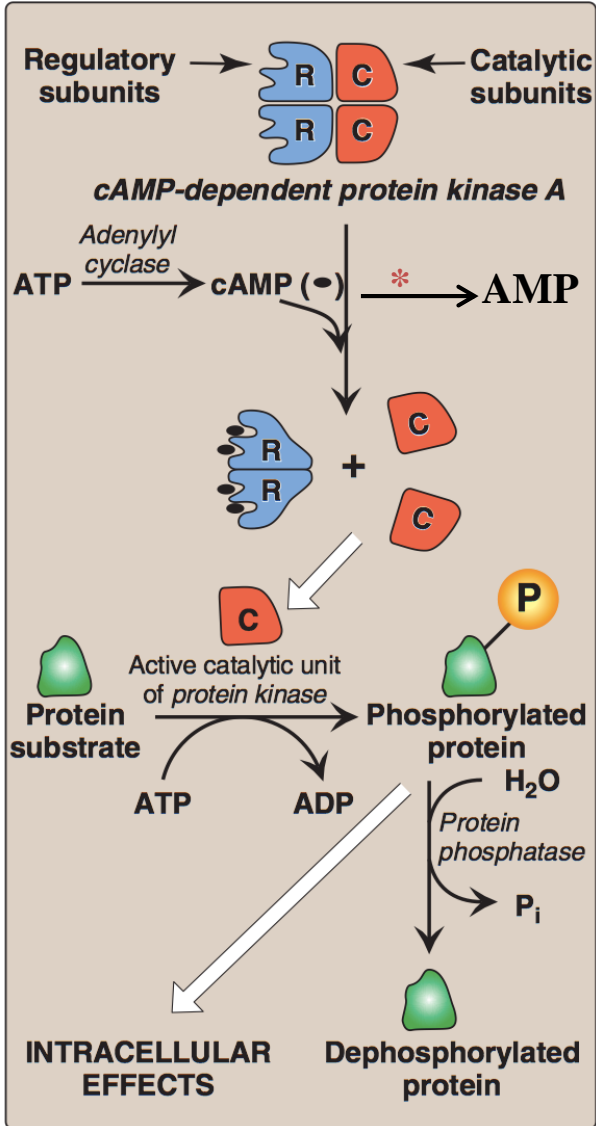 Regulatory
subunits
R
C
R
C
Catalytic
subunits
cAMP-dependent protein kinase A
Adenylyl
cyclase
ATP
cAMP ( )
*
AMP
R
R
+
C
C
C
Active catalytic unit
of protein kinase
Protein
substrate
ATP
ADP
P
Phosphorylated
protein
H₂O
Protein
phosphatase
Pᵢ
INTRACELLULAR
EFFECTS
Dephosphorylated
protein